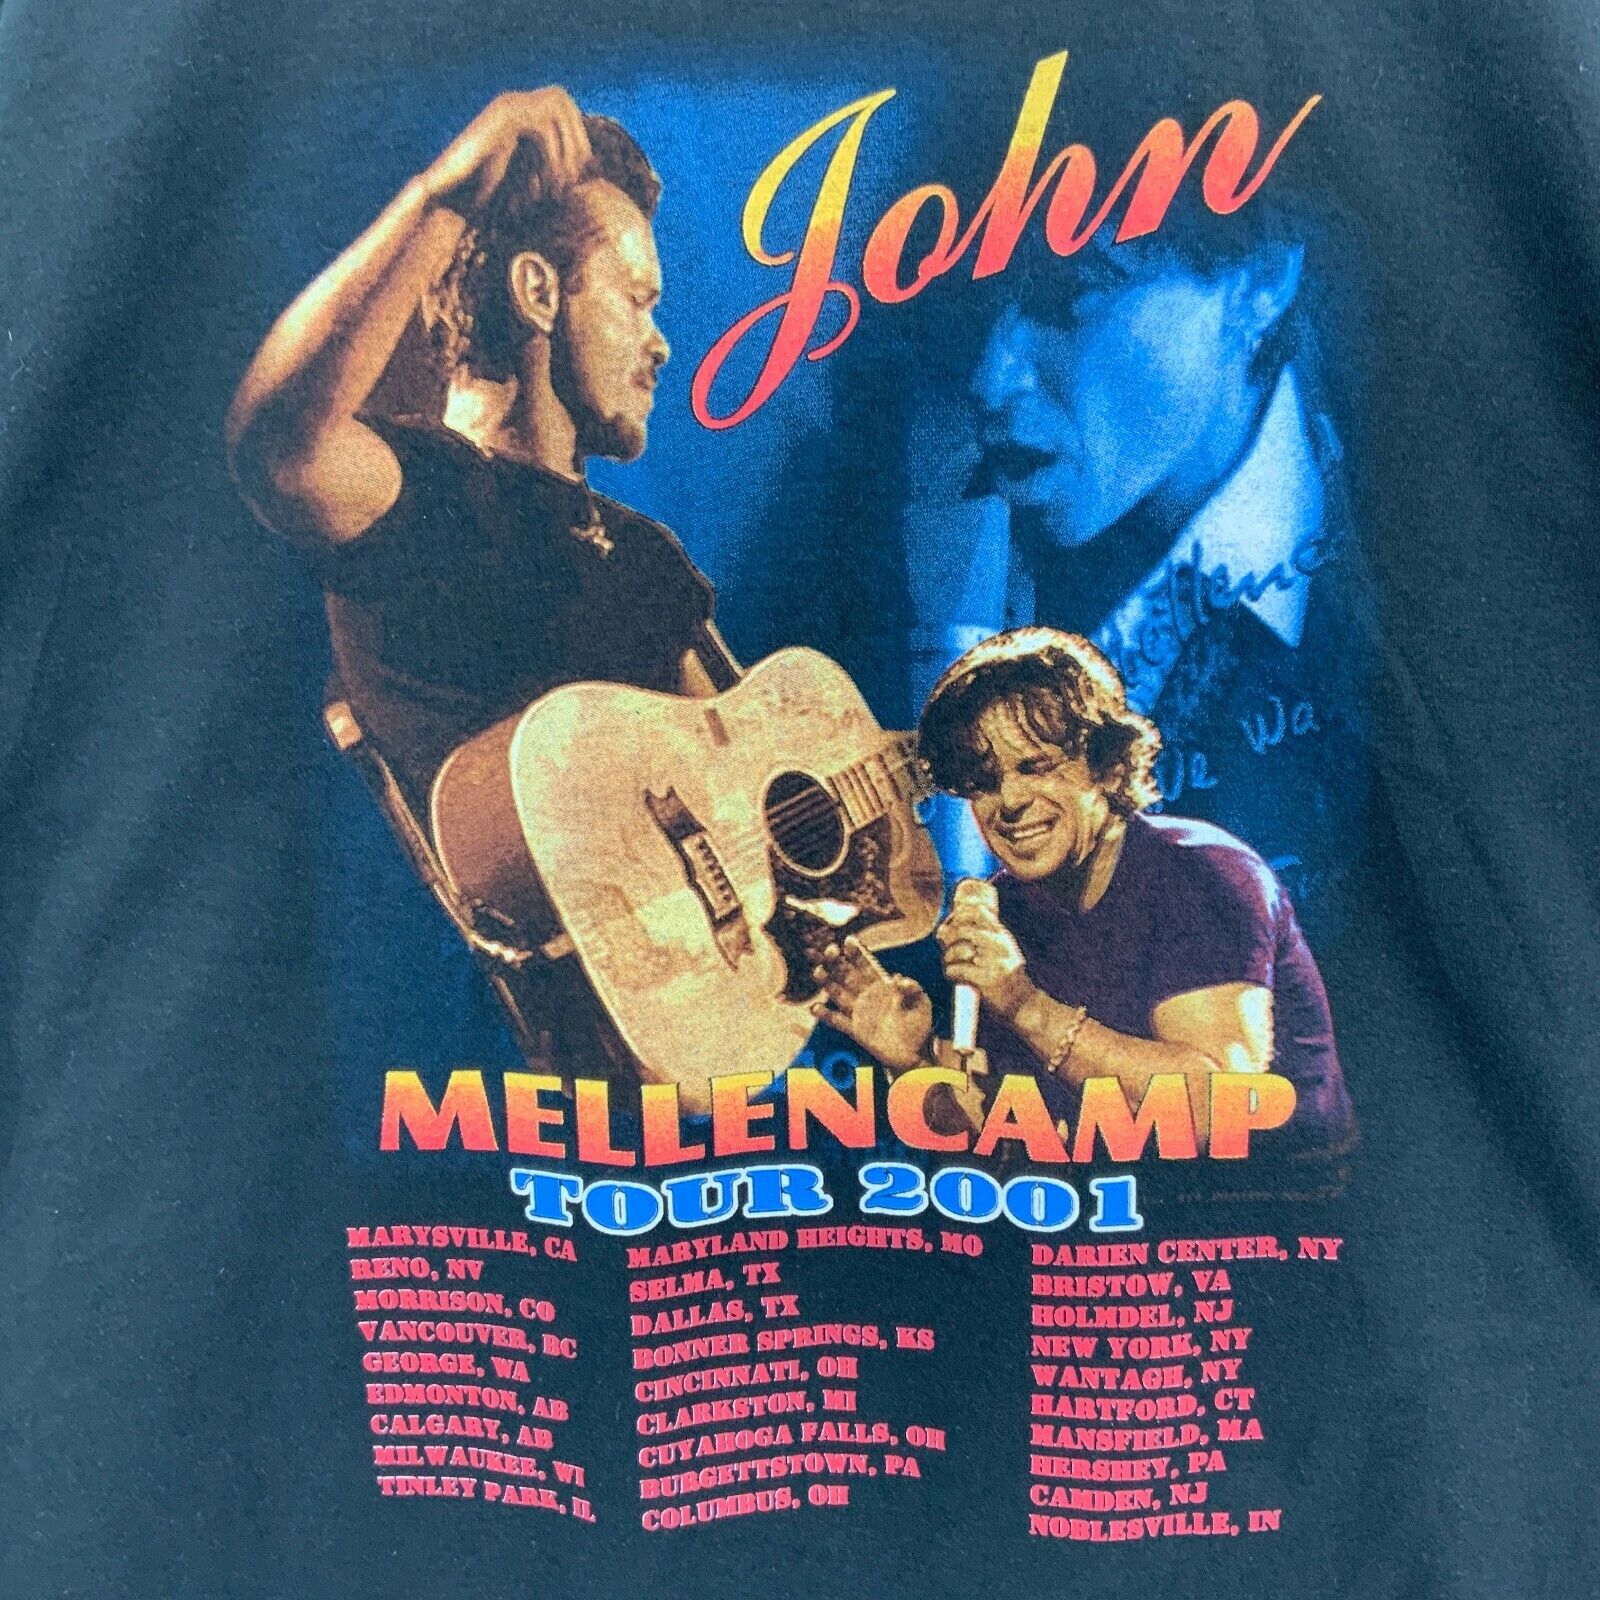 John
MELLENCAMP
TOUR 2001
MARYSVILLE, CA
RENO, NV
MORRISON, CO
VANCOUVER, BC
GEORGE, WA
EDMONTON, AB
CALGARY, AB
MILWAUKEE, WI
TINLEY PARK, IL
MARYLAND HEIGHTS, MO
SELMA, TX
DALLAS, TX
BONNER SPRINGS, KS
CINCINNATI, OH
CLARKSTON, MI
CUYAHOGA FALLS, OH
BURGETTSTOWN, PA
COLUMBUS, OH
DARIEN CENTER, NY
BRISTOW, VA
HOLMDEL, NJ
NEW YORK, NY
WANTAGH, NY
HARTFORD, CT
MANSFIELD, MA
HERSHEY, PA
CAMDEN, NJ
NOBLESVILLE, IN